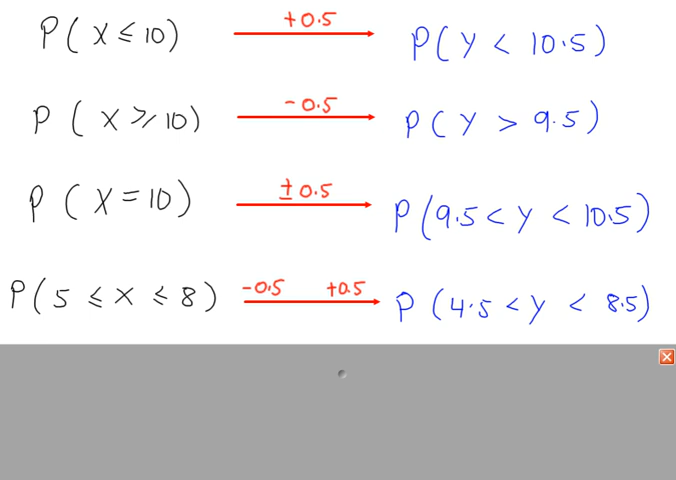 P( X ≤ 10) +0.5 P( Y < 10.5)
P ( X ≥ 10) -0.5 P( Y > 9.5)
P ( X = 10) ± 0.5 P(9.5 < Y < 10.5)
P( 5 ≤ X ≤ 8) -0.5 +0.5 P (4.5 < Y < 8.5)